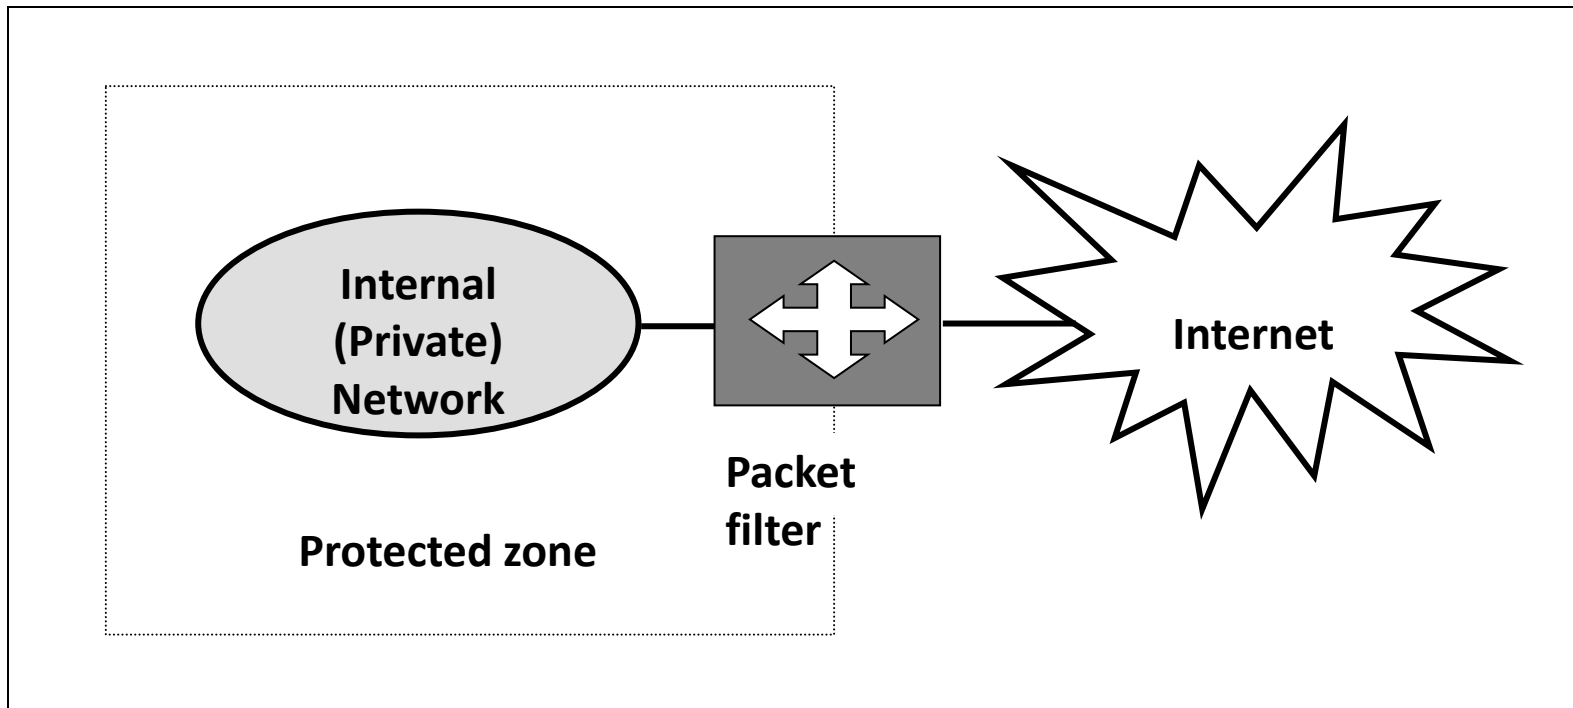 Internal
(Private)
Network
Internet
Packet
filter
Protected zone